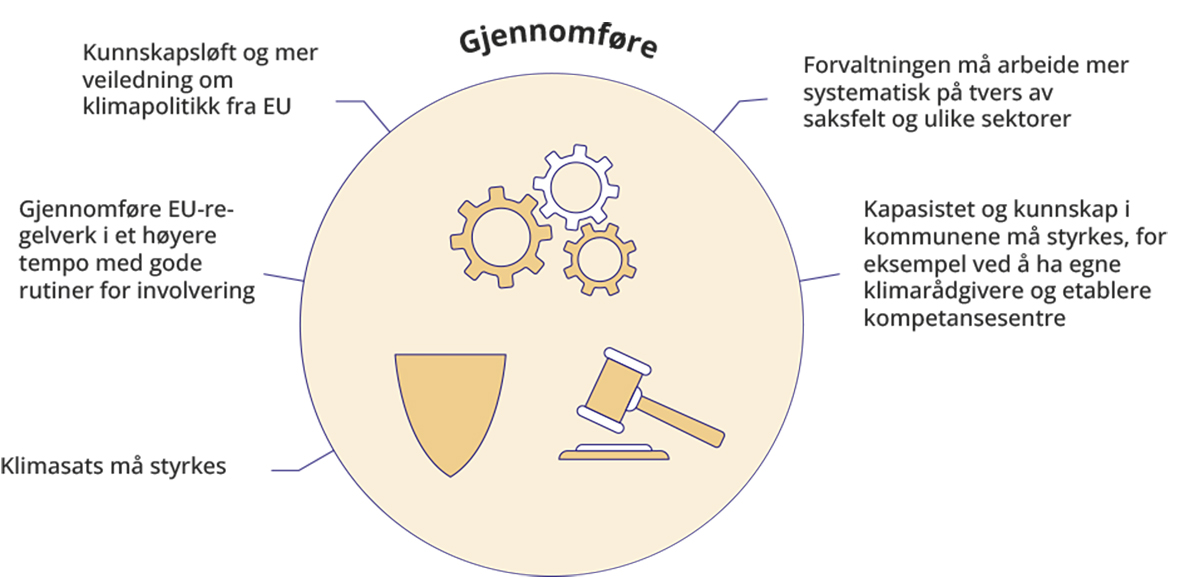 Gjennomføre
Kunnskapsløft og mer
veiledning om
klimapolitikk fra EU
Forvaltningen må arbeide mer
systematisk på tvers av
saksfelt og ulike sektorer
Gjennomføre EU-re-
gelverk i et høyere
tempo med gode
rutiner for involvering
Kapasistet og kunnskap i
kommunene må styrkes, for
eksempel ved å ha egne
klimarådgivere og etablere
kompetansesentre
Klimasats må styrkes